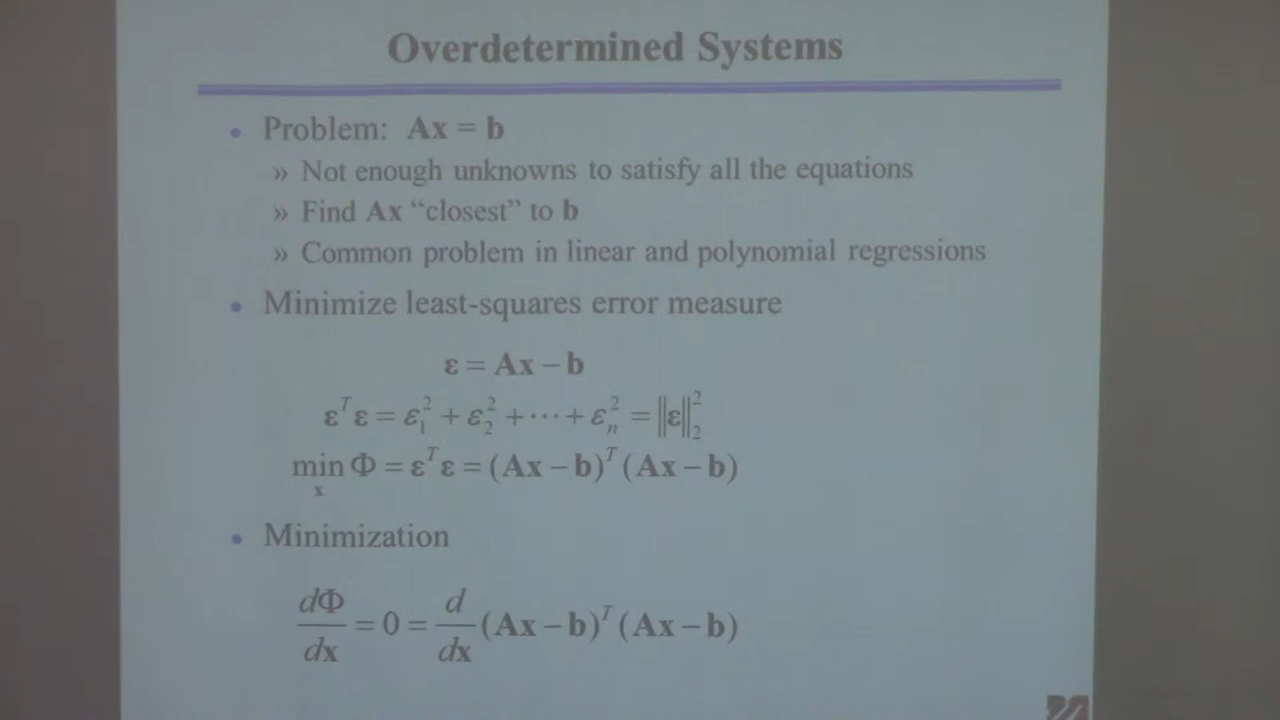 Overdetermined Systems
• Problem: Ax = b
» Not enough unknowns to satisfy all the equations
» Find Ax “closest” to b
» Common problem in linear and polynomial regressions
• Minimize least-squares error measure
ε = Ax − b
ε^T ε = ε_1^2 + ε_2^2 + ⋯ + ε_n^2 = ‖ε‖_2^2
min_x Φ = ε^T ε = (Ax − b)^T (Ax − b)
• Minimization
dΦ/dx = 0 = d/dx (Ax − b)^T (Ax − b)